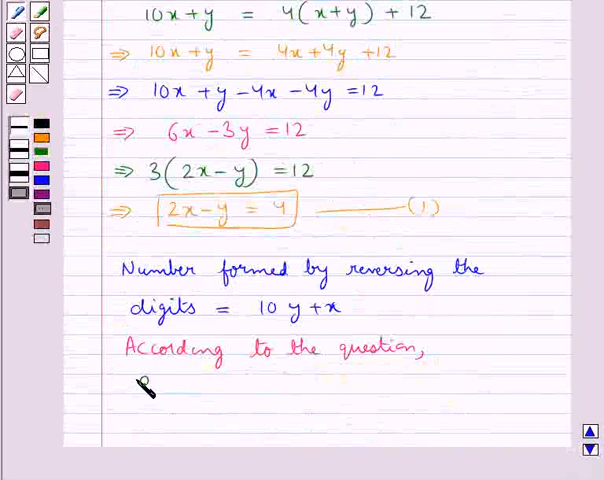 10x+y = 4(x+y)+12
⇒ 10x+y = 4x+4y+12
⇒ 10x+y-4x-4y=12
⇒ 6x-3y=12
⇒ 3(2x-y)=12
⇒ 2x-y = 4 ——— (1)
Number formed by reversing the
digits = 10y+x
According to the question,